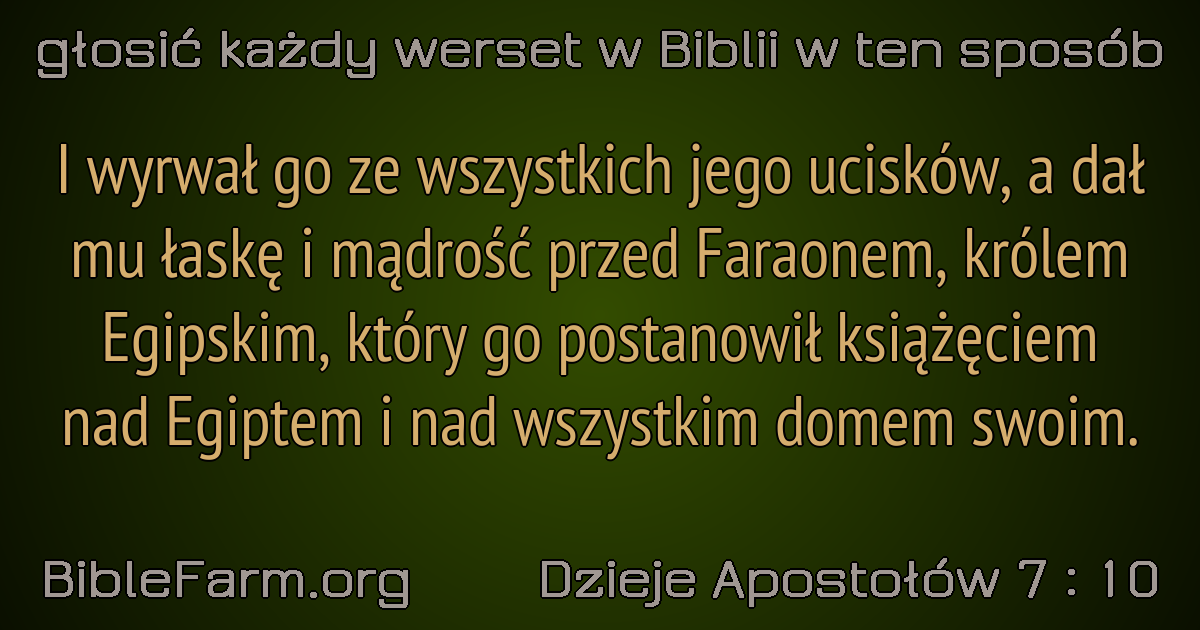 głosić każdy werset w Biblii w ten sposób
I wyrwał go ze wszystkich jego ucisków, a dał
mu łaskę i mądrość przed Faraonem, królem
Egipskim, który go postanowił książęciem
nad Egiptem i nad wszystkim domem swoim.
BibleFarm.org Dzieje Apostołów 7 : 10